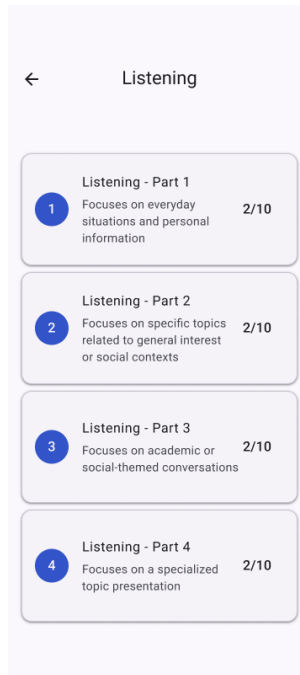 Listening
Listening - Part 1
1
Focuses on everyday
situations and personal
information
2/10
Listening - Part 2
2
Focuses on specific topics
related to general interest
or social contexts
2/10
Listening - Part 3
3
Focuses on academic or
social-themed conversations
2/10
Listening - Part 4
4
Focuses on a specialized
topic presentation
2/10